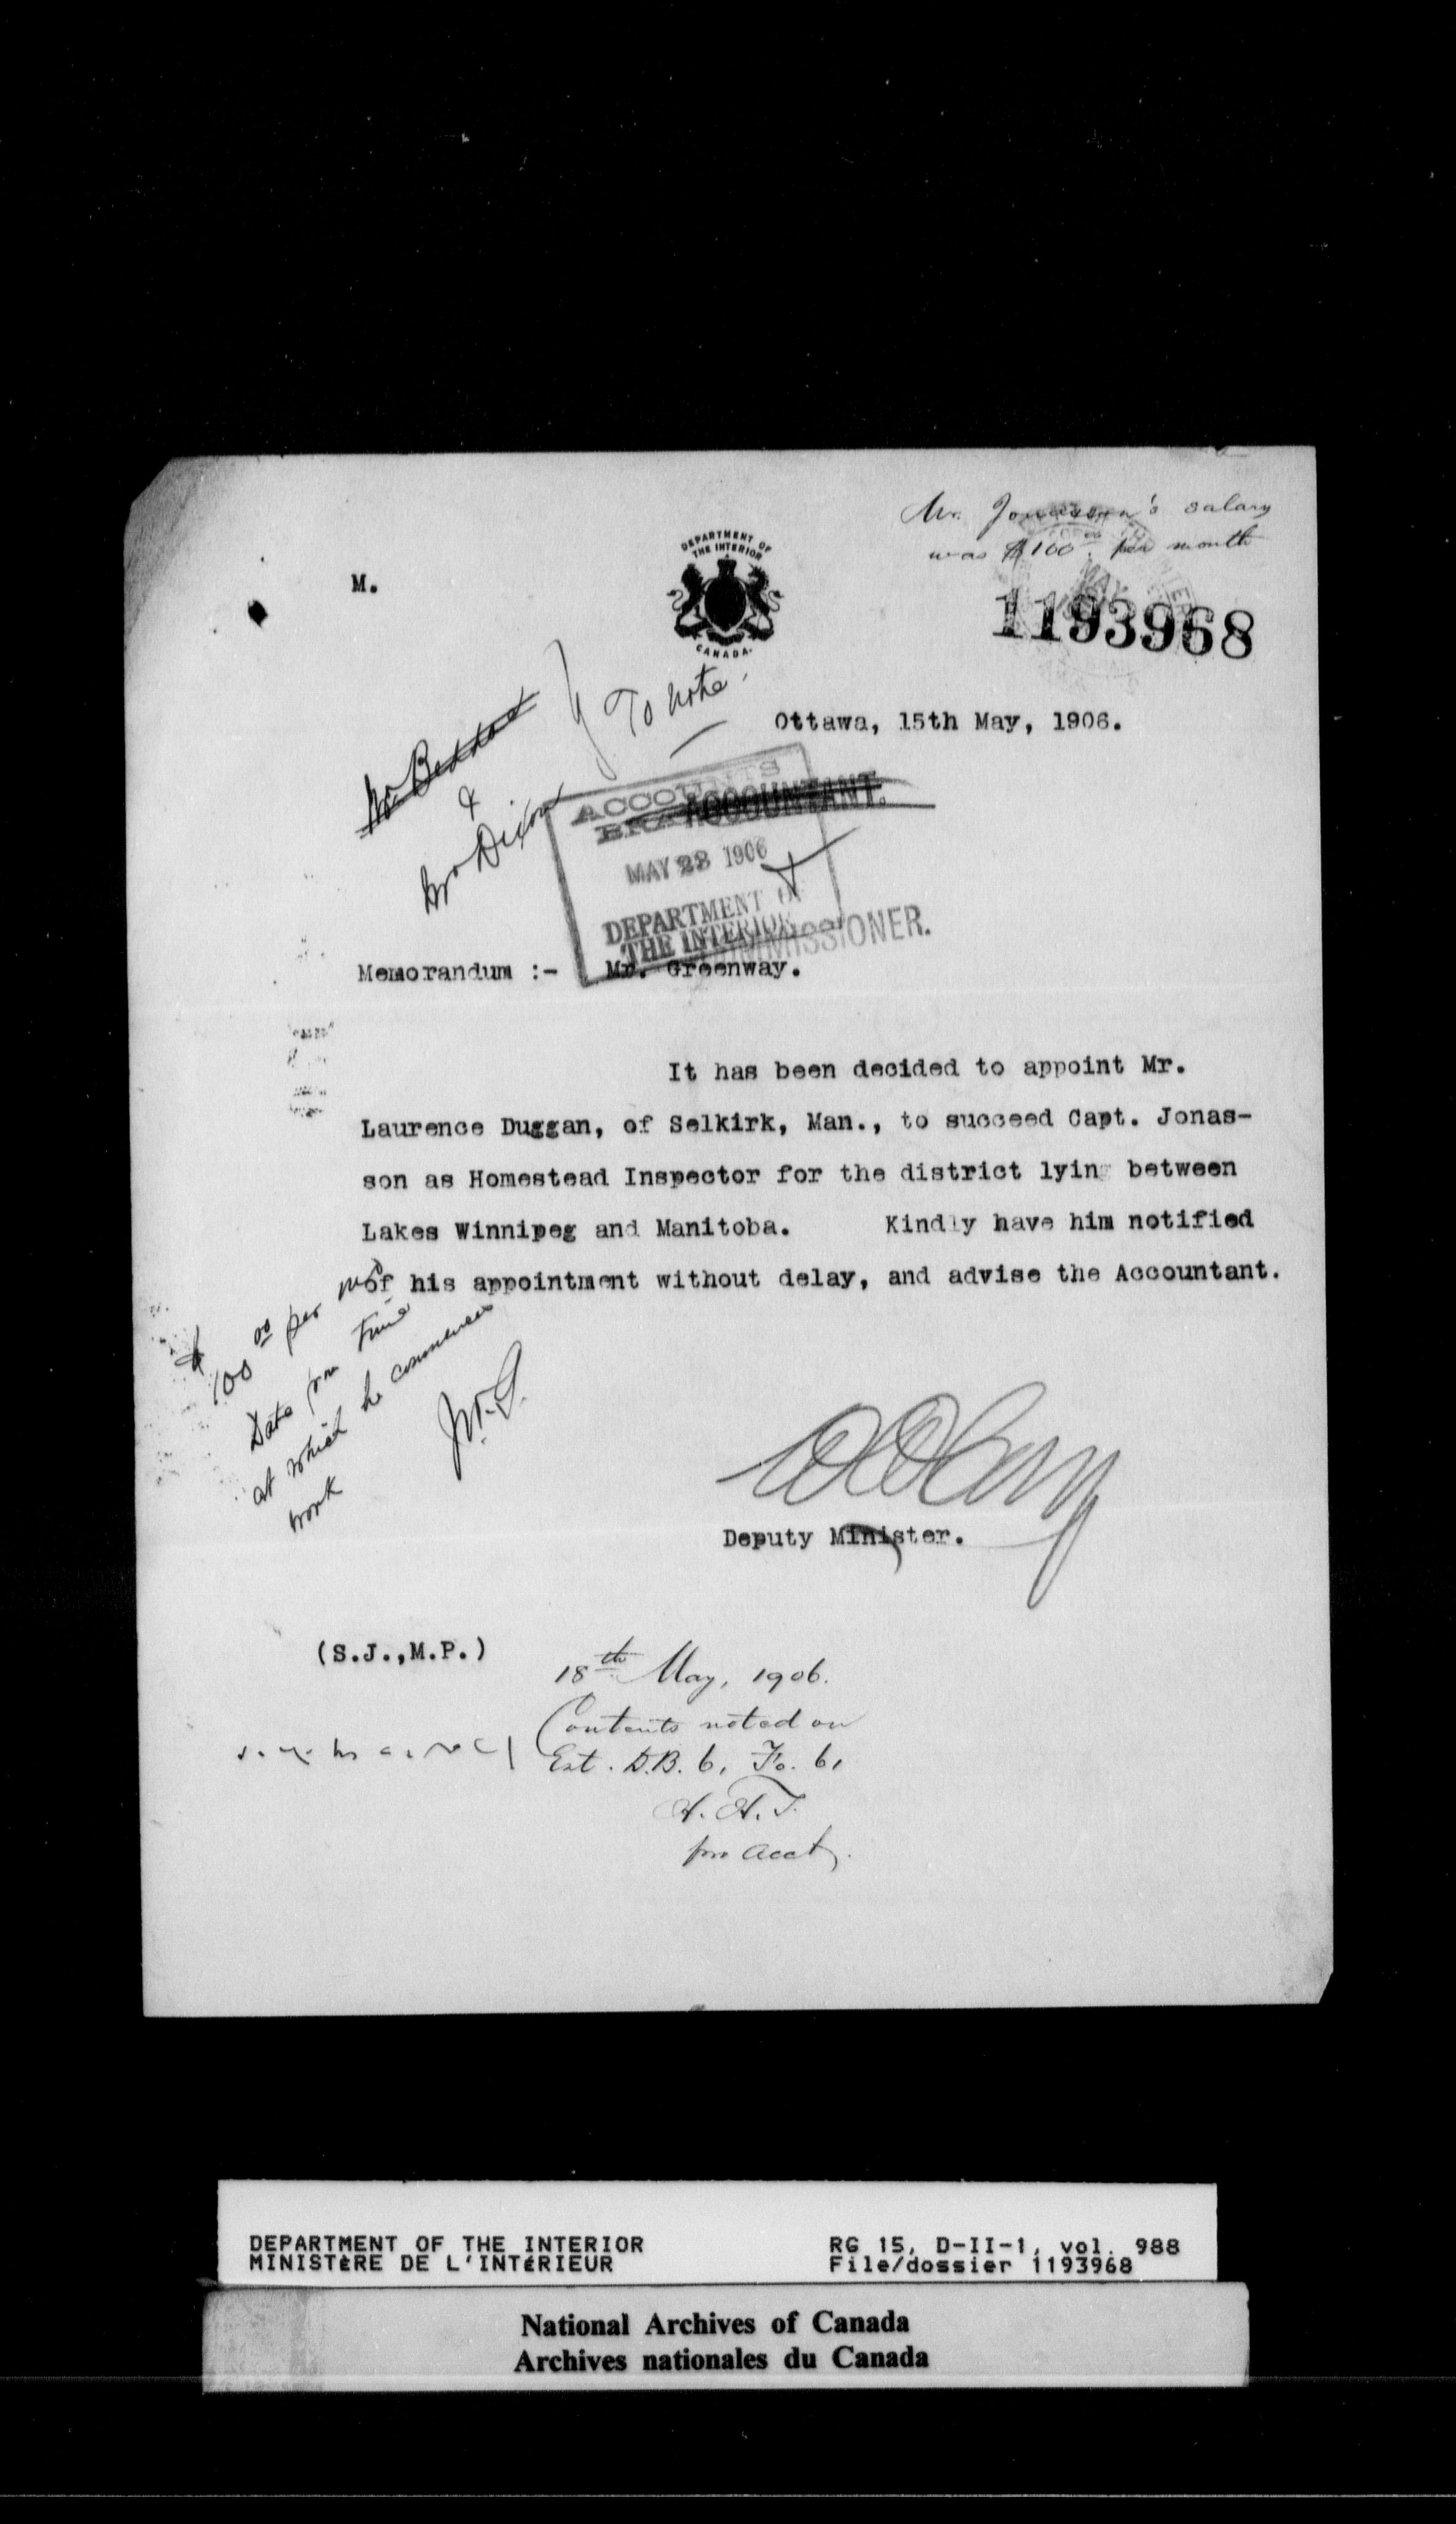 Mr. Jonasson's salary
was $100.00 per month
DEPARTMENT OF
THE INTERIOR
CANADA.
M.
1193968
To note.
Ottawa, 15th May, 1906.
&
Mr Dixon
ACCOUNTS
BRANCH
ACCOUNTANT.
MAY 28 1906
DEPARTMENT OF
THE INTERIOR
COMMISSIONER.
Memorandum :- Mr. Greenway.
It has been decided to appoint Mr.
Laurence Duggan, of Selkirk, Man., to succeed Capt. Jonas-
son as Homestead Inspector for the district lying between
Lakes Winnipeg and Manitoba. Kindly have him notified
of his appointment without delay, and advise the Accountant.
$100.00 per mo
Date from time
at which he commences
work
J.W.G.
Deputy Minister.
(S.J.,M.P.)
18th May, 1906.
Contents noted on
Est. D.B. 6, Fo. 61
pro Acct.
DEPARTMENT OF THE INTERIOR RG 15, D-II-1, vol. 988
MINISTÈRE DE L'INTÉRIEUR File/dossier 1193968
National Archives of Canada
Archives nationales du Canada